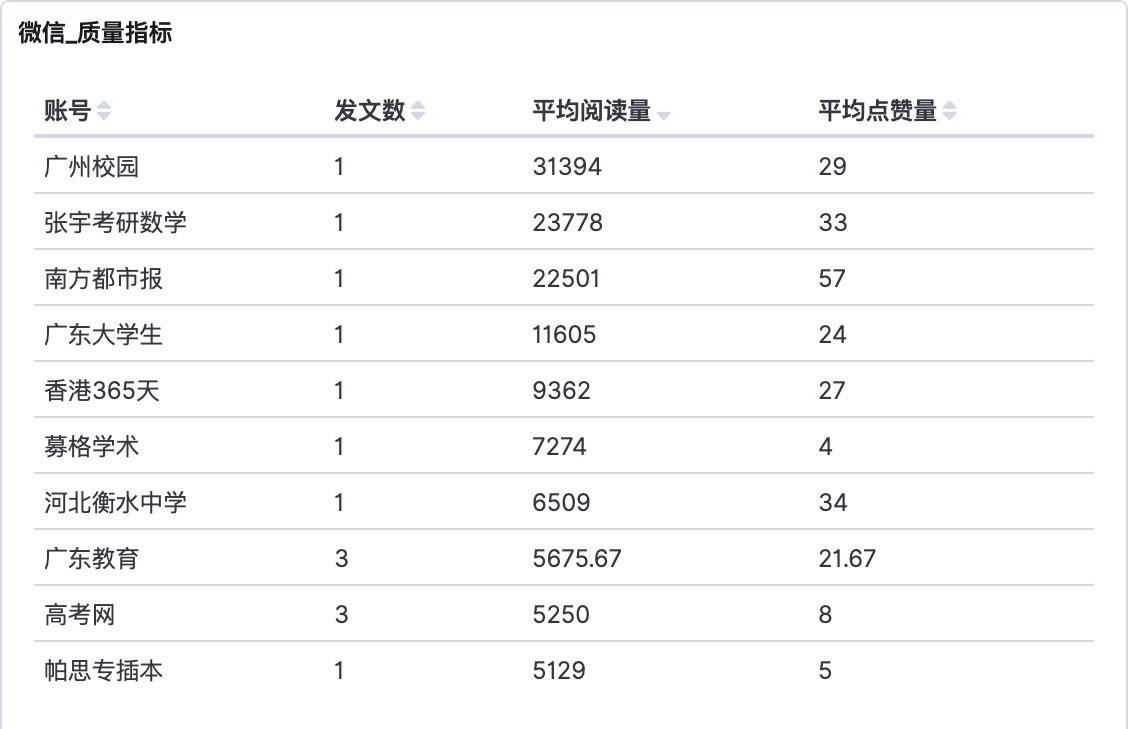 微信_质量指标
账号 发文数 平均阅读量 平均点赞量
广州校园 1 31394 29
张宇考研数学 1 23778 33
南方都市报 1 22501 57
广东大学生 1 11605 24
香港365天 1 9362 27
募格学术 1 7274 4
河北衡水中学 1 6509 34
广东教育 3 5675.67 21.67
高考网 3 5250 8
帕思专插本 1 5129 5